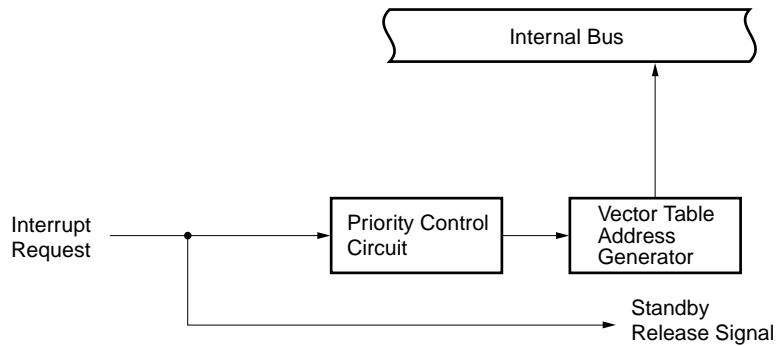 Internal Bus
Interrupt
Request
Priority Control
Circuit
Vector Table
Address
Generator
Standby
Release Signal